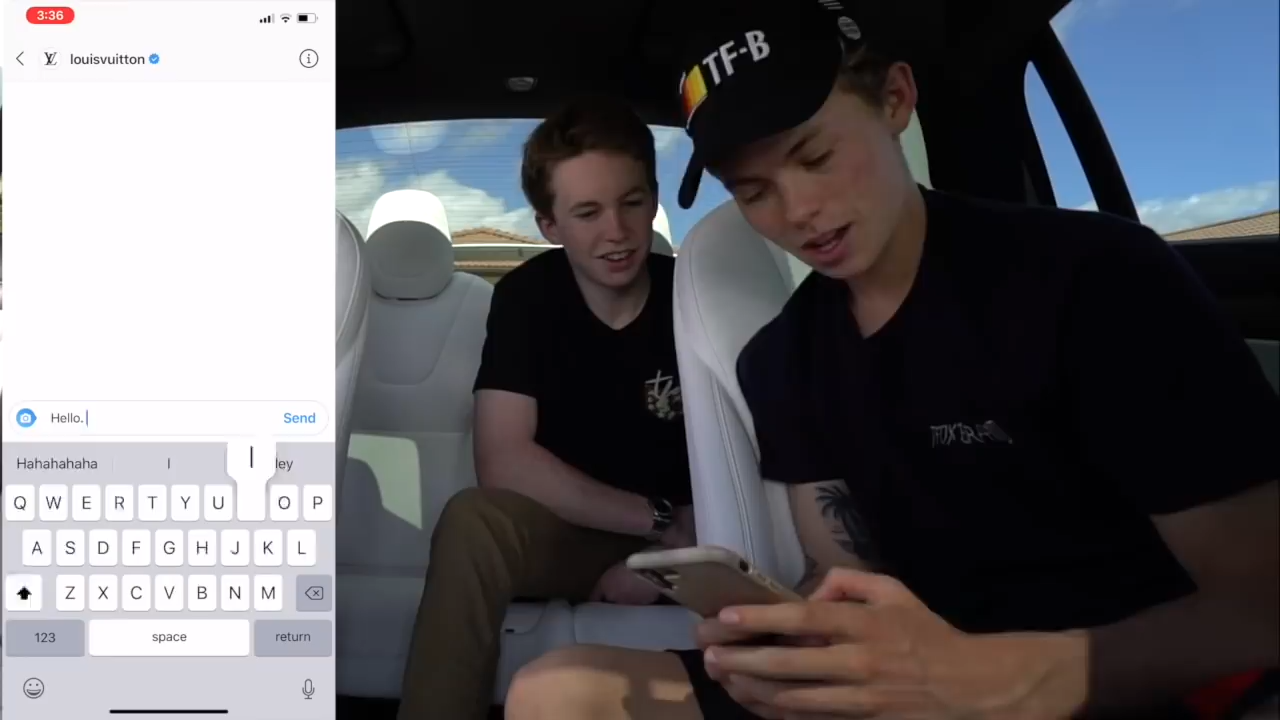 3:36
louisvuitton
TF-B
Hello.
Send
Hahahahaha
I
ley
I
Q W E R T Y U O P
A S D F G H J K L
Z X C V B N M
123
space
return